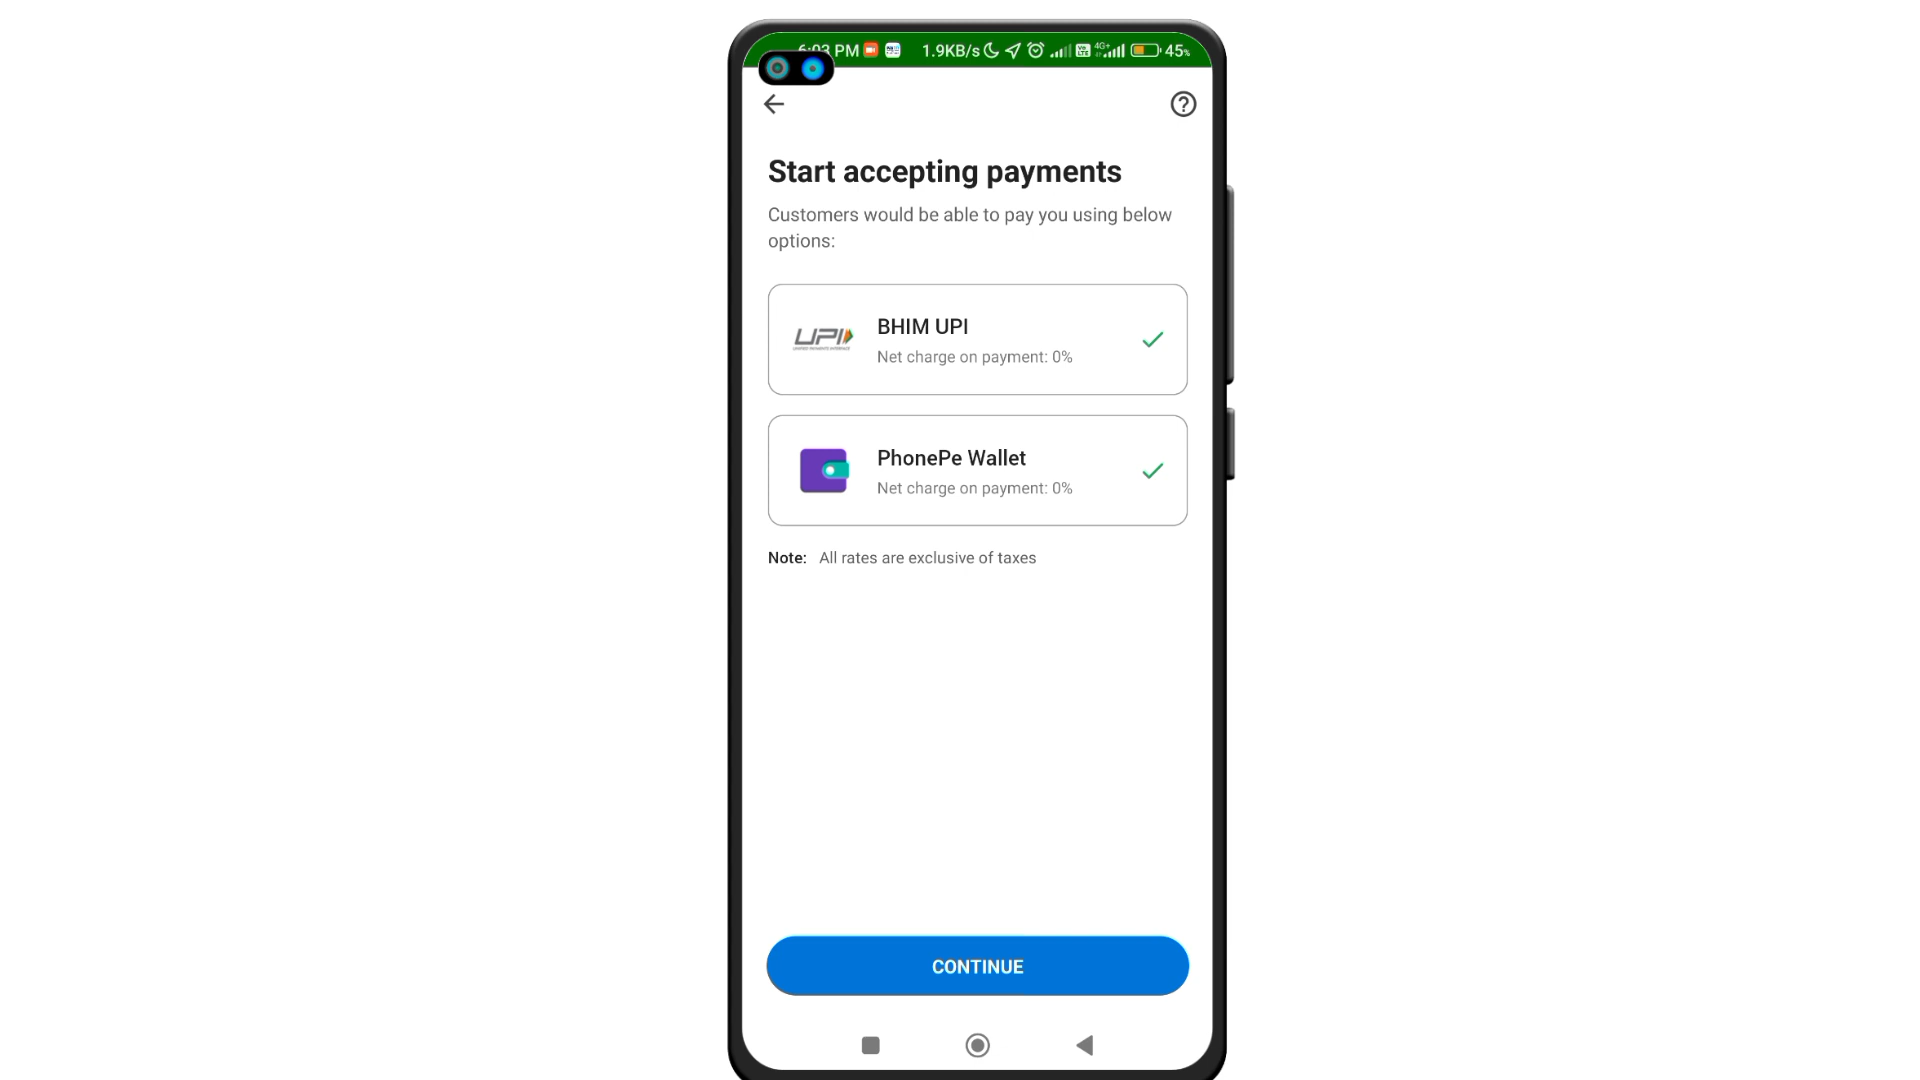 PM 1.9KB/s 4G+ 45%
Start accepting payments
Customers would be able to pay you using below
options:
UPI
BHIM UPI
Net charge on payment: 0%
PhonePe Wallet
Net charge on payment: 0%
Note: All rates are exclusive of taxes
CONTINUE